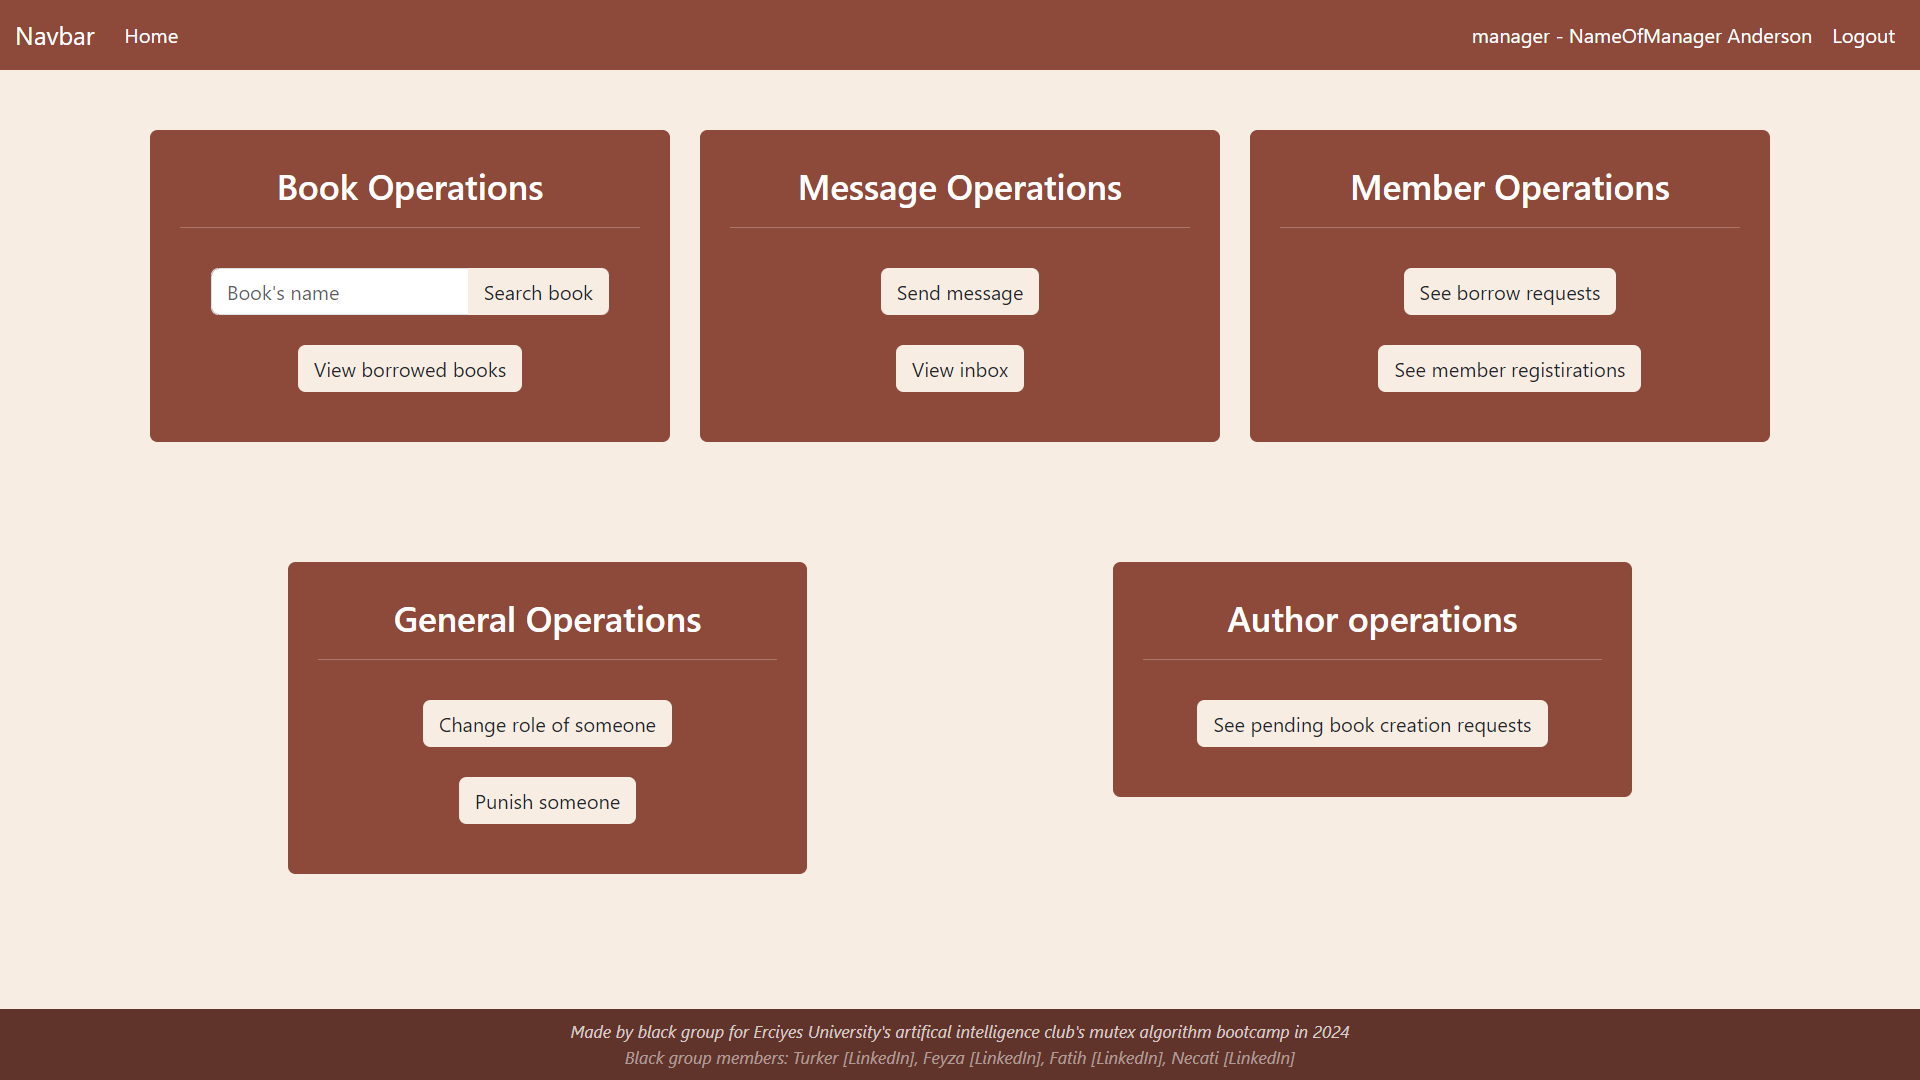 Navbar Home manager - NameOfManager Anderson Logout
Book Operations
Book's name Search book
View borrowed books
Message Operations
Send message
View inbox
Member Operations
See borrow requests
See member registirations
General Operations
Change role of someone
Punish someone
Author operations
See pending book creation requests
Made by black group for Erciyes University's artifical intelligence club's mutex algorithm bootcamp in 2024
Black group members: Turker [LinkedIn], Feyza [LinkedIn], Fatih [LinkedIn], Necati [LinkedIn]